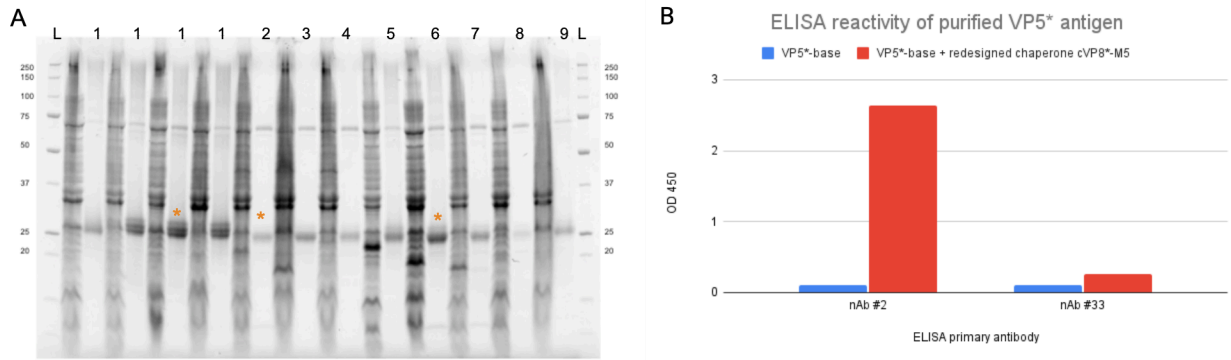 A
L 1 1 1 1 2 3 4 5 6 7 8 9 L
250
150
100
75
50
37
25
20
*
*
*
250
150
100
75
50
37
25
20
B
ELISA reactivity of purified VP5* antigen
VP5*-base VP5*-base + redesigned chaperone cVP8*-M5
OD 450
3
2
1
0
nAb #2 nAb #33
ELISA primary antibody